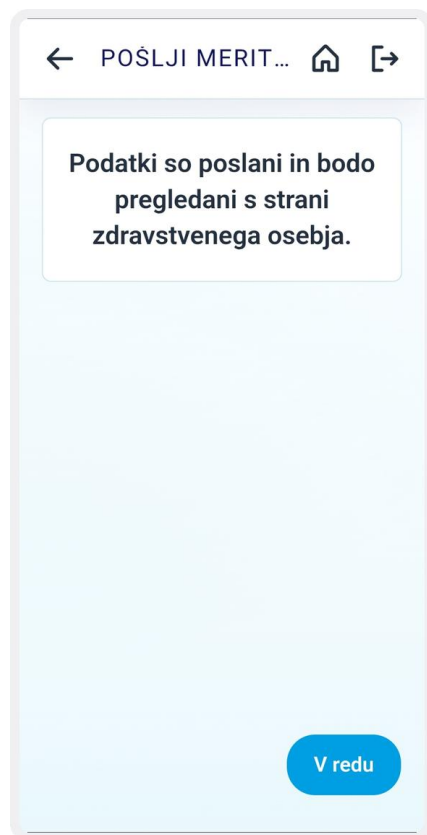 POŠLJI MERIT...
Podatki so poslani in bodo
pregledani s strani
zdravstvenega osebja.
V redu